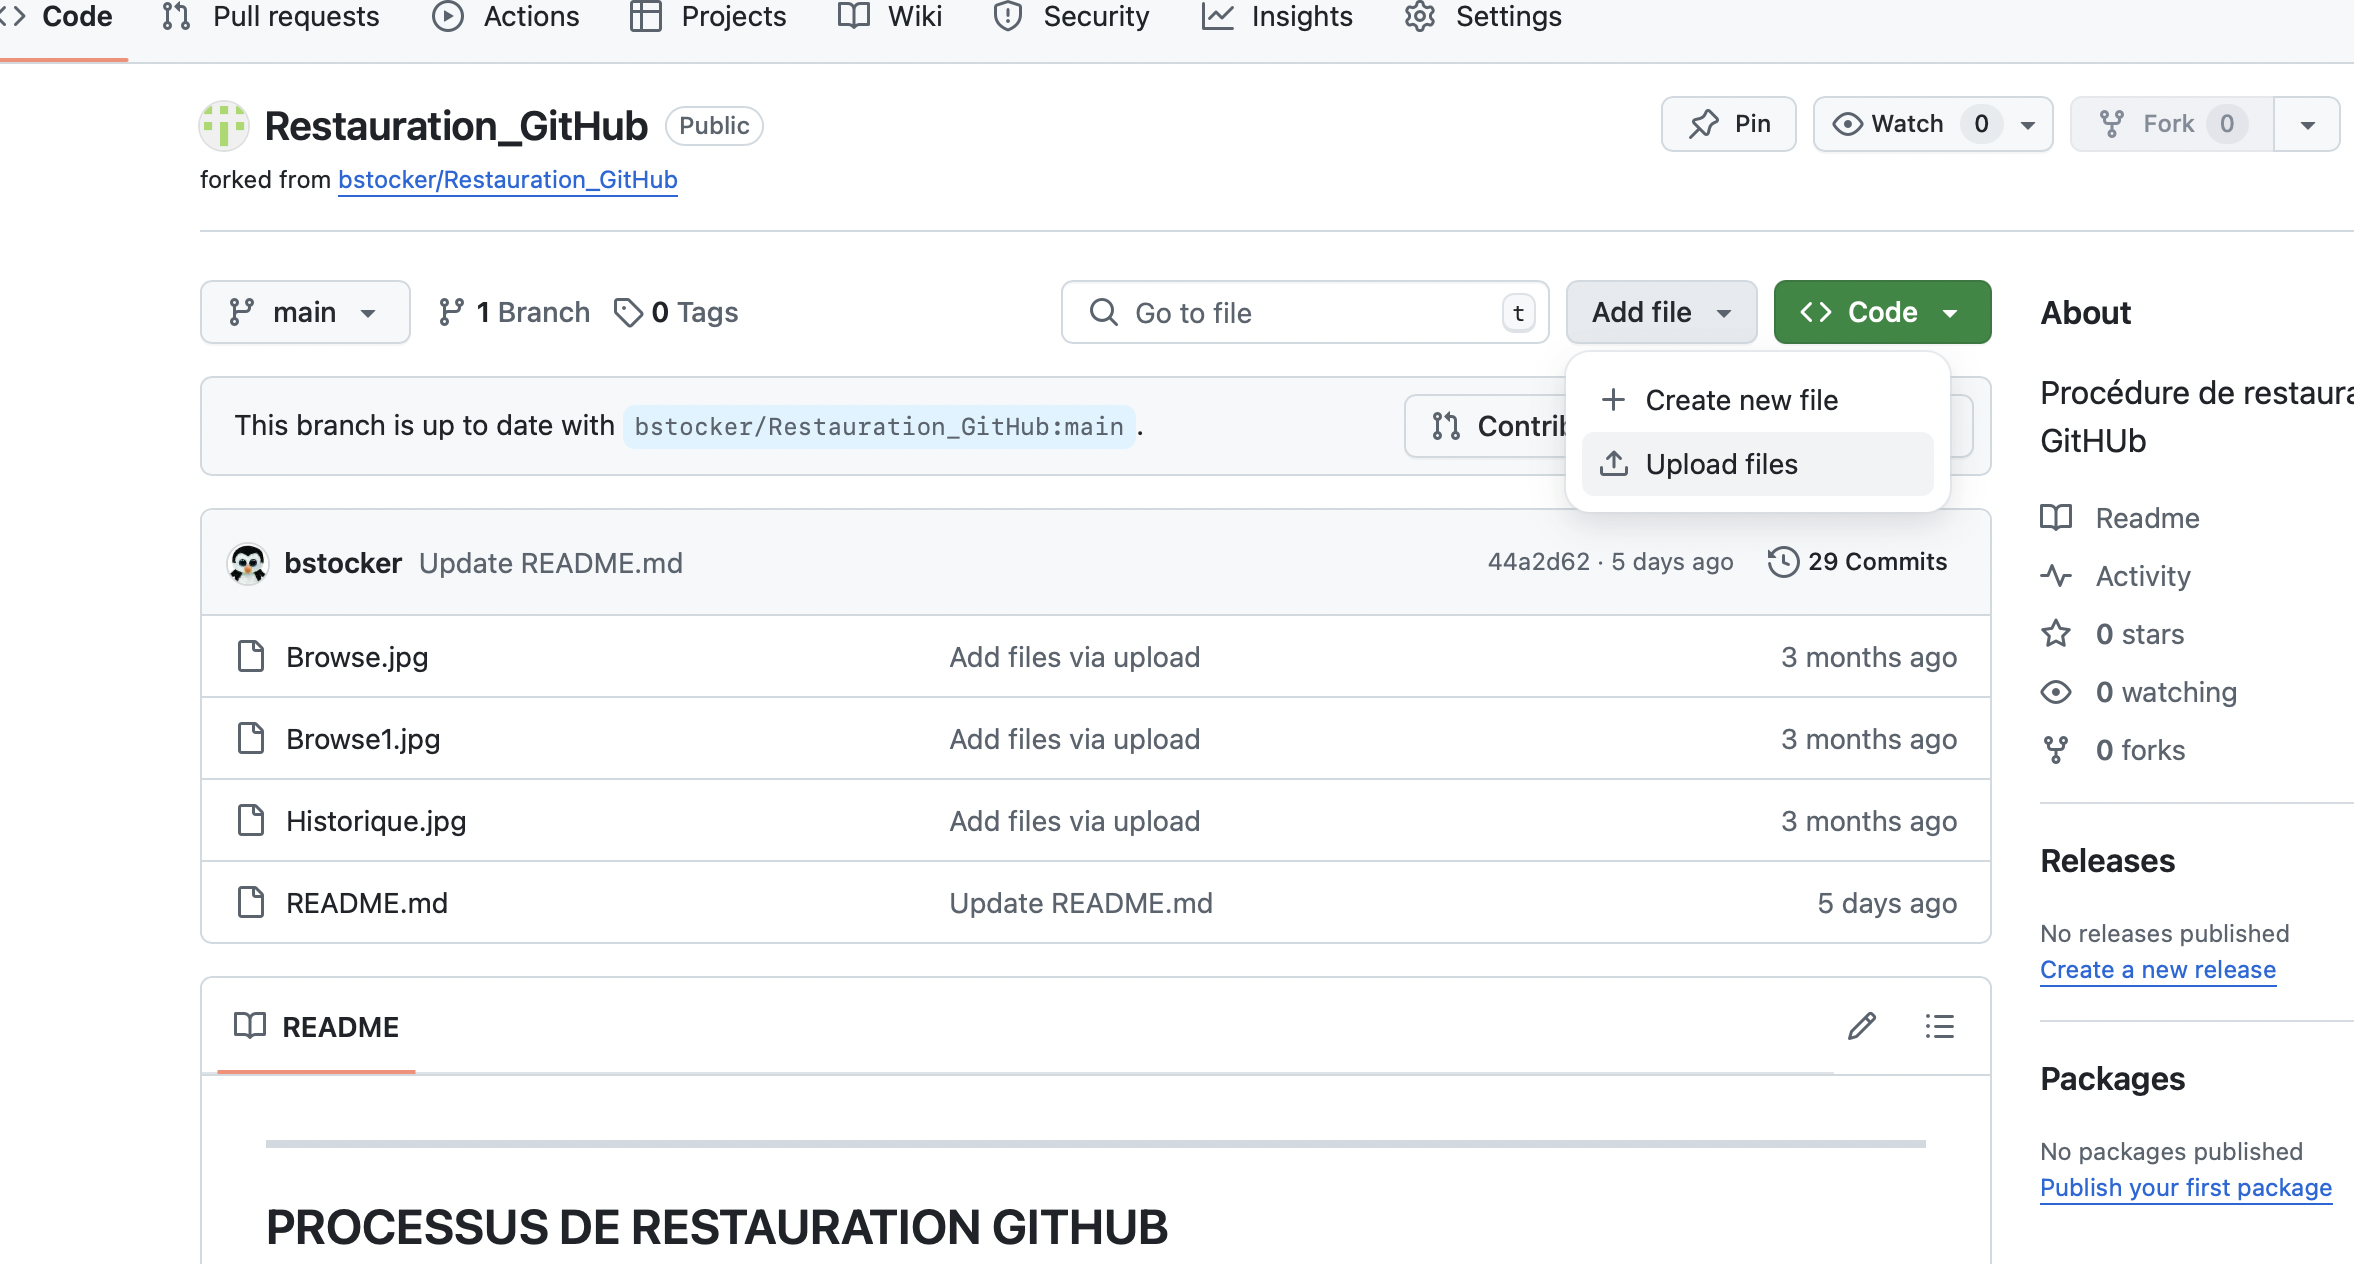 Code Pull requests Actions Projects Wiki Security Insights Settings
Restauration_GitHub Public
Pin Watch 0 Fork 0
forked from bstocker/Restauration_GitHub
main 1 Branch 0 Tags Go to file t Add file Code
Create new file
Upload files
This branch is up to date with bstocker/Restauration_GitHub:main .
Contrib
bstocker Update README.md 44a2d62 · 5 days ago 29 Commits
Browse.jpg Add files via upload 3 months ago
Browse1.jpg Add files via upload 3 months ago
Historique.jpg Add files via upload 3 months ago
README.md Update README.md 5 days ago
README
PROCESSUS DE RESTAURATION GITHUB
About
Procédure de restaura
GitHUb
Readme
Activity
0 stars
0 watching
0 forks
Releases
No releases published
Create a new release
Packages
No packages published
Publish your first package